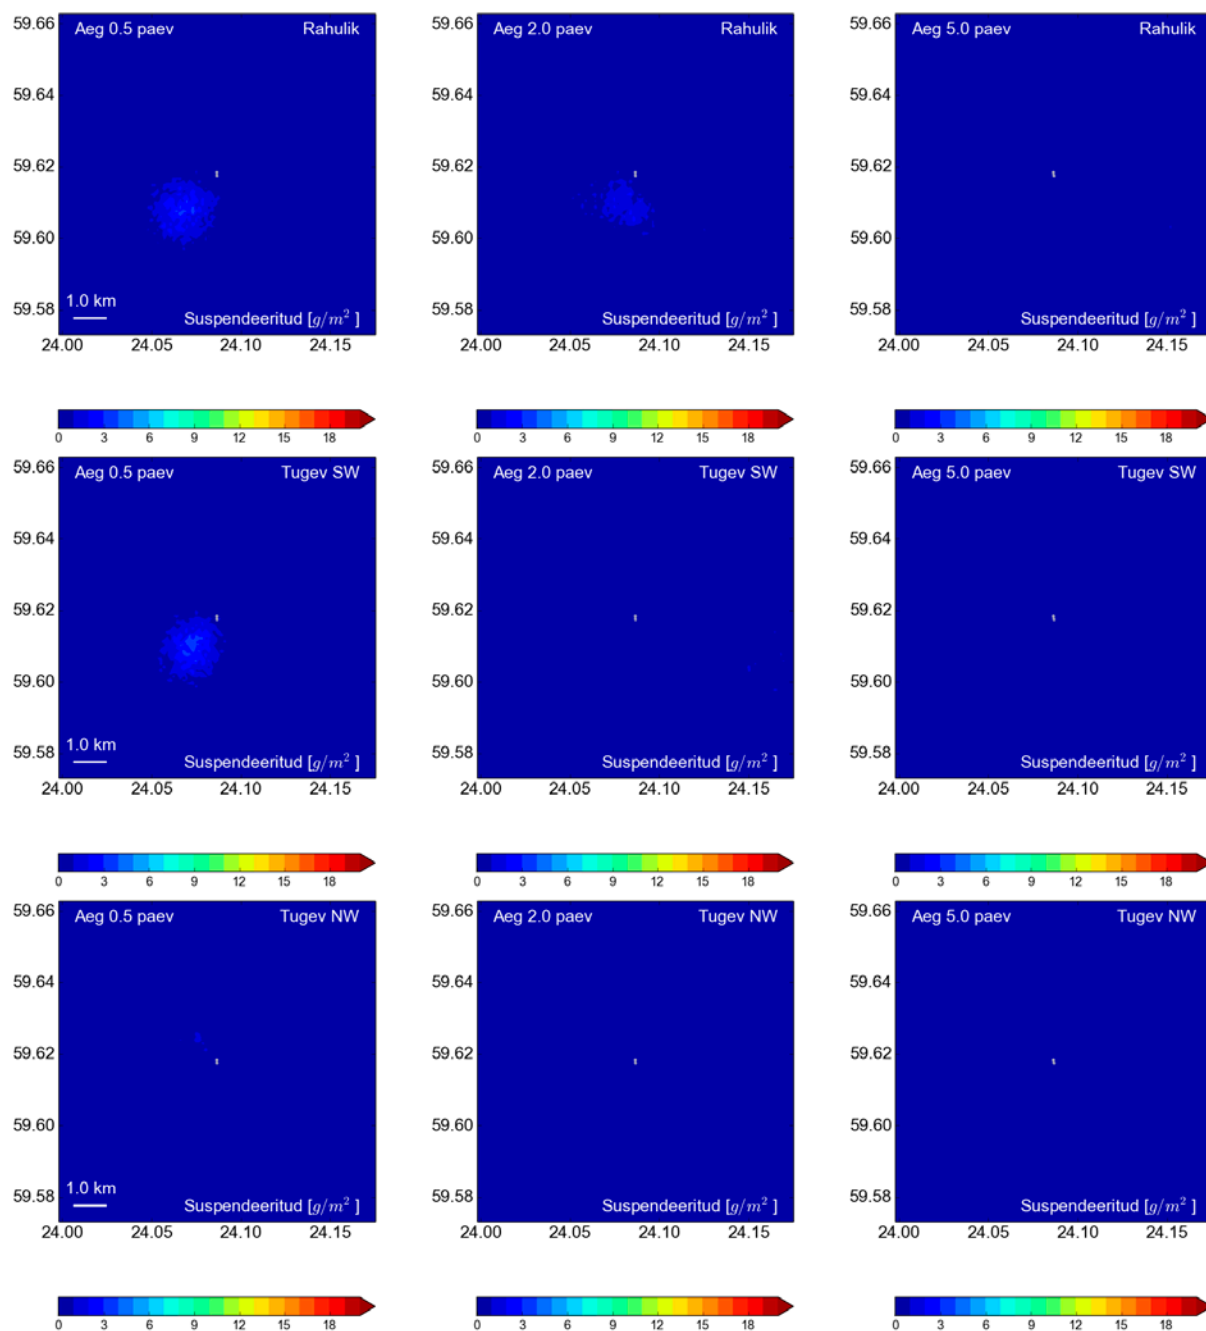 59.66 Aeg 0.5 paev Rahulik Aeg 2.0 paev Rahulik Aeg 5.0 paev Rahulik
59.64 59.64 59.64
59.62 59.62 59.62
59.60 59.60 59.60
59.58 1.0 km Suspendeeritud [g/m² ] 59.58 Suspendeeritud [g/m² ] 59.58 Suspendeeritud [g/m² ]
24.00 24.05 24.10 24.15 24.00 24.05 24.10 24.15 24.00 24.05 24.10 24.15
0 3 6 9 12 15 18 0 3 6 9 12 15 18 0 3 6 9 12 15 18
59.66 Aeg 0.5 paev Tugev SW 59.66 Aeg 2.0 paev Tugev SW 59.66 Aeg 5.0 paev Tugev SW
59.64 59.64 59.64
59.62 59.62 59.62
59.60 59.60 59.60
59.58 1.0 km Suspendeeritud [g/m² ] 59.58 Suspendeeritud [g/m² ] 59.58 Suspendeeritud [g/m² ]
24.00 24.05 24.10 24.15 24.00 24.05 24.10 24.15 24.00 24.05 24.10 24.15
0 3 6 9 12 15 18 0 3 6 9 12 15 18 0 3 6 9 12 15 18
59.66 Aeg 0.5 paev Tugev NW 59.66 Aeg 2.0 paev Tugev NW 59.66 Aeg 5.0 paev Tugev NW
59.64 59.64 59.64
59.62 59.62 59.62
59.60 59.60 59.60
59.58 1.0 km Suspendeeritud [g/m² ] 59.58 Suspendeeritud [g/m² ] 59.58 Suspendeeritud [g/m² ]
24.00 24.05 24.10 24.15 24.00 24.05 24.10 24.15 24.00 24.05 24.10 24.15
0 3 6 9 12 15 18 0 3 6 9 12 15 18 0 3 6 9 12 15 18